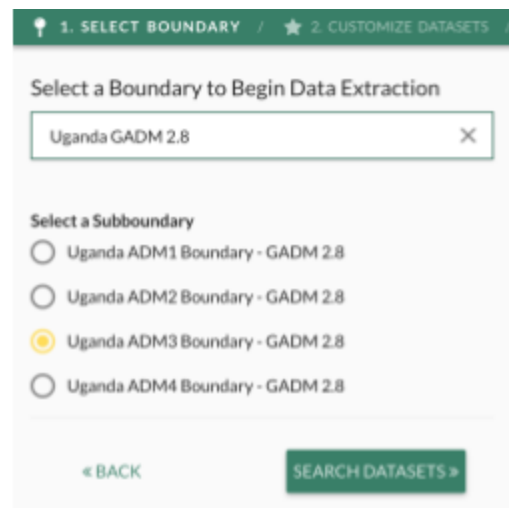 1. SELECT BOUNDARY / 2. CUSTOMIZE DATASETS /
Select a Boundary to Begin Data Extraction
Uganda GADM 2.8
Select a Subboundary
Uganda ADM1 Boundary - GADM 2.8
Uganda ADM2 Boundary - GADM 2.8
Uganda ADM3 Boundary - GADM 2.8
Uganda ADM4 Boundary - GADM 2.8
« BACK SEARCH DATASETS »